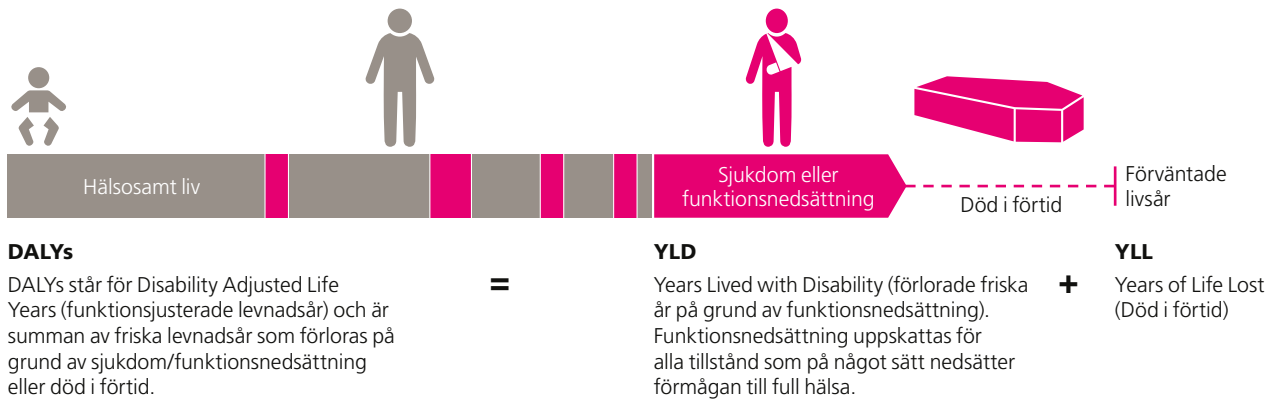 Hälsosamt liv
Sjukdom eller
funktionsnedsättning
Död i förtid
Förväntade
livsår
DALYs
DALYs står för Disability Adjusted Life
Years (funktionsjusterade levnadsår) och är
summan av friska levnadsår som förloras på
grund av sjukdom/funktionsnedsättning
eller död i förtid.
=
YLD
Years Lived with Disability (förlorade friska
år på grund av funktionsnedsättning).
Funktionsnedsättning uppskattas för
alla tillstånd som på något sätt nedsätter
förmågan till full hälsa.
+
YLL
Years of Life Lost
(Död i förtid)